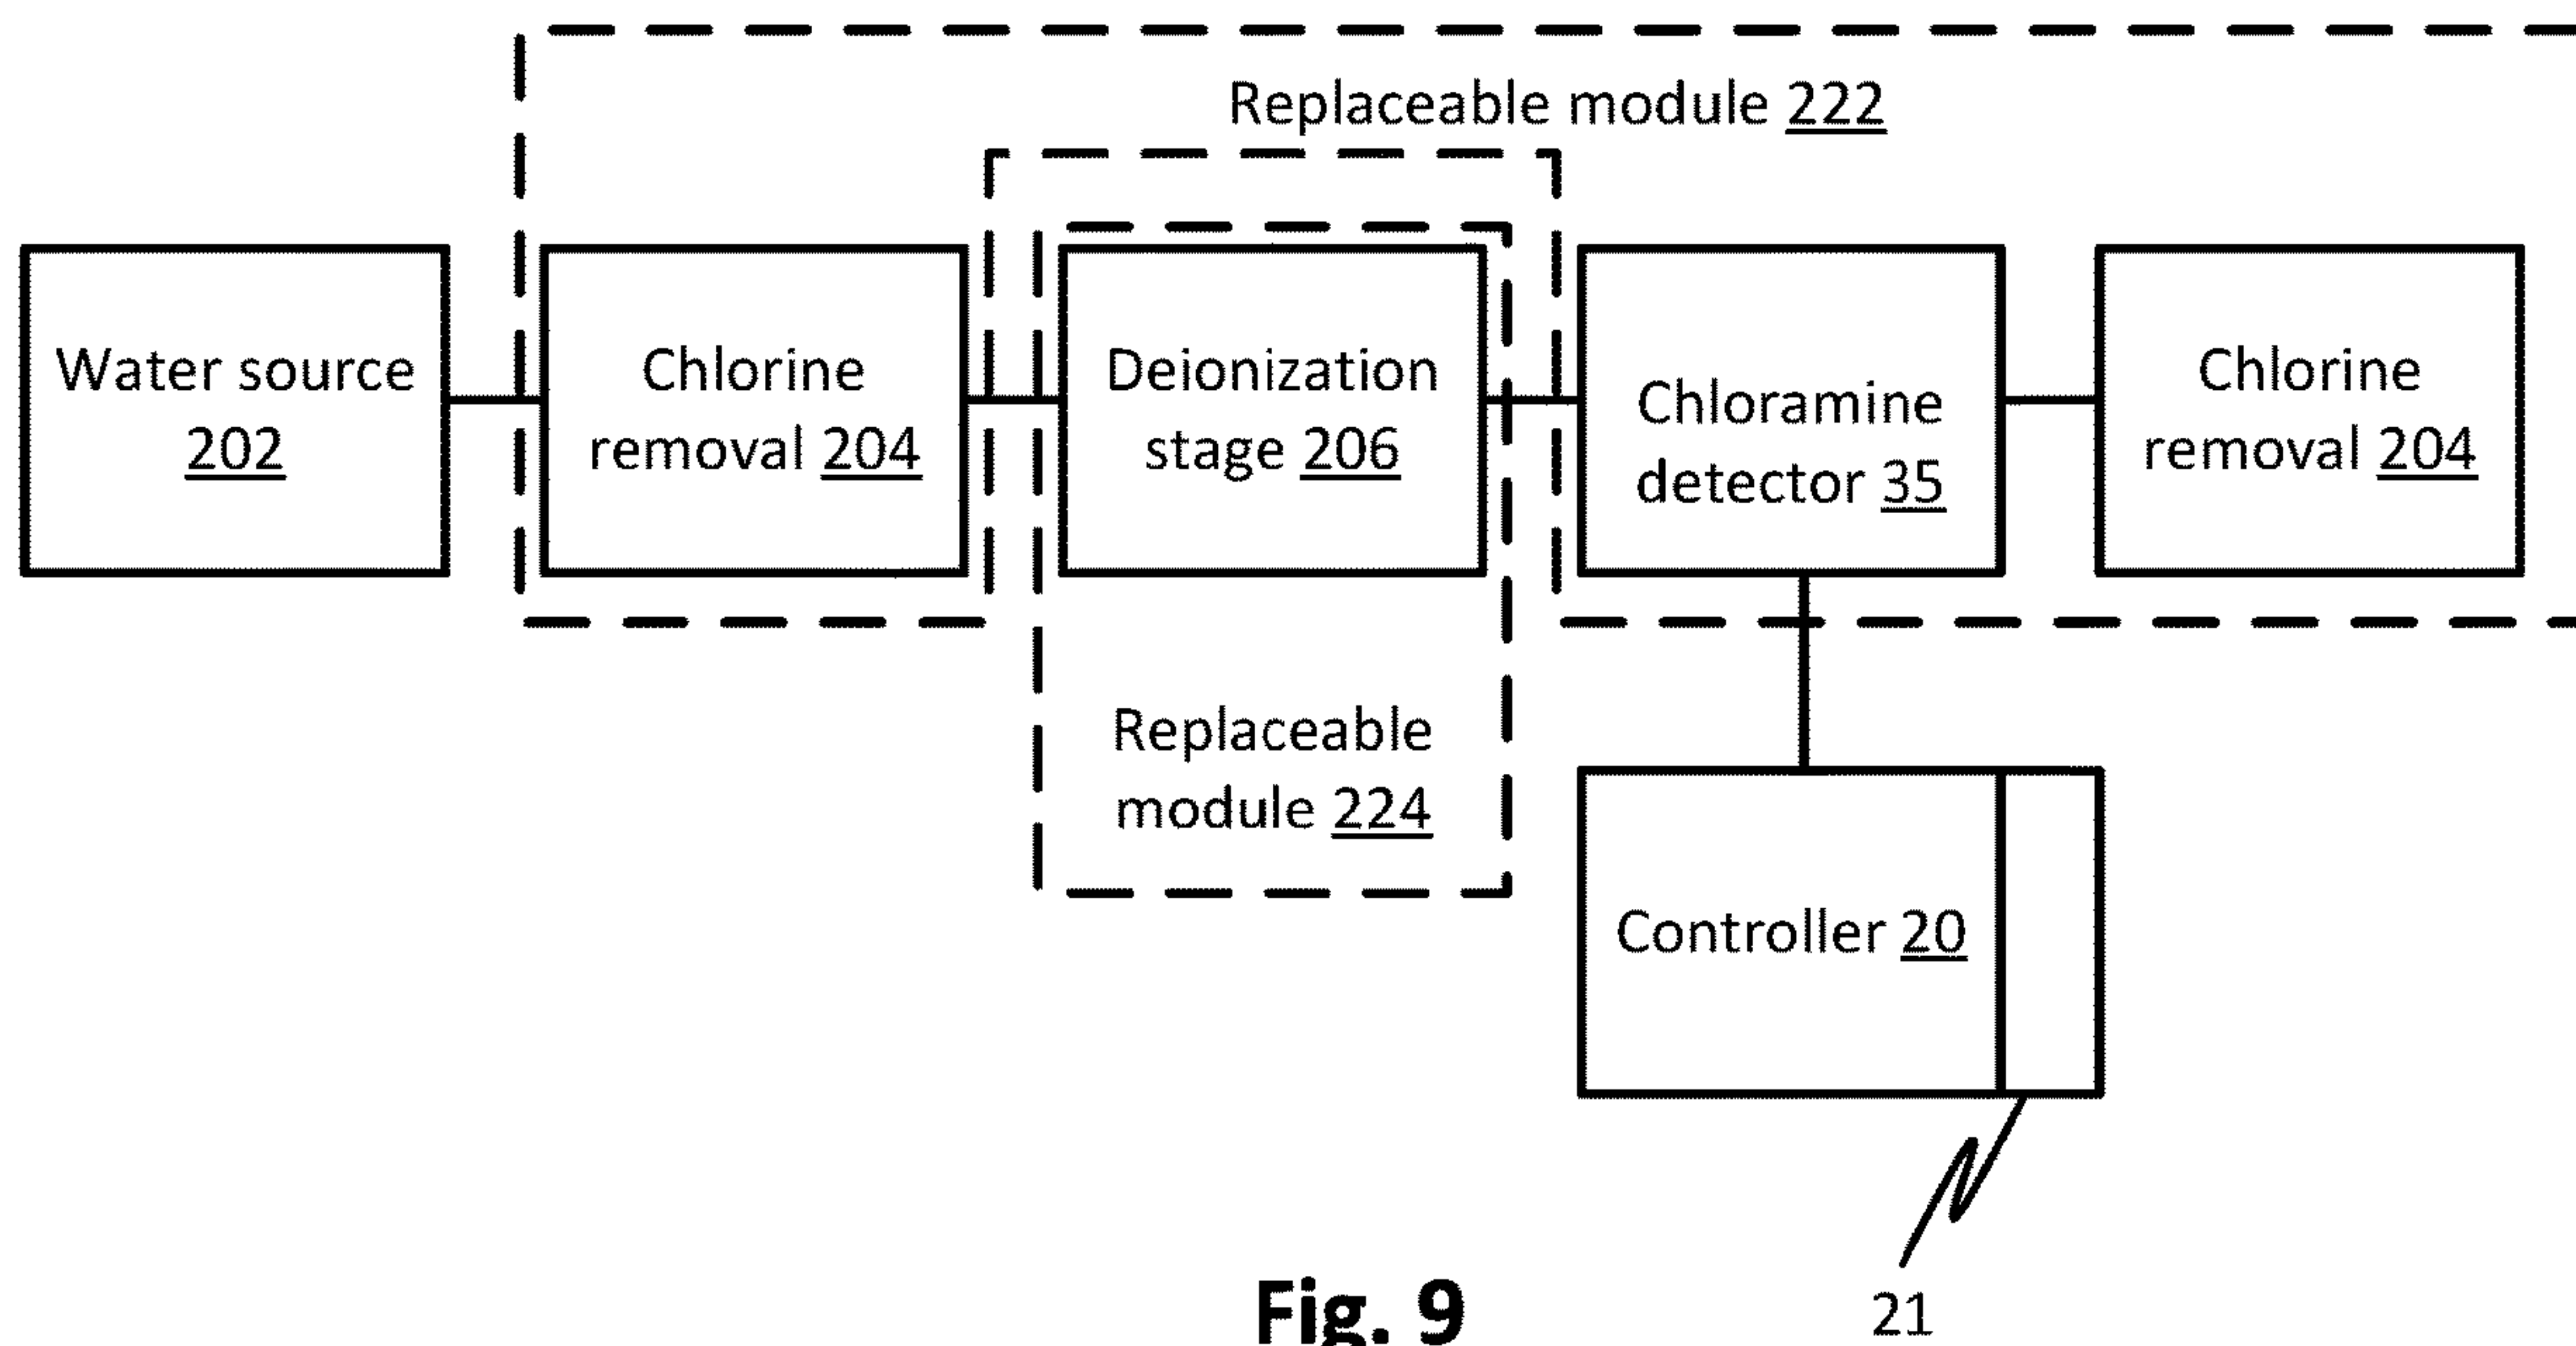 Replaceable module 222
Water source
202
Chlorine
removal 204
Deionization
stage 206
Chloramine
detector 35
Chlorine
removal 204
Replaceable
module 224
Controller 20
21
Fig. 9